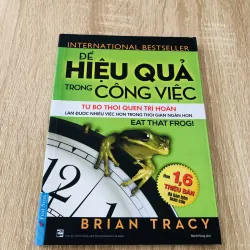 INTERNATIONAL BESTSELLER
ĐỂ
HIỆU QUẢ
TRONG CÔNG VIỆC
TỪ BỎ THÓI QUEN TRÌ HOÃN
LÀM ĐƯỢC NHIỀU VIỆC HƠN TRONG THỜI GIAN NGẮN HƠN
EAT THAT FROG!
Hơn
1,6
TRIỆU BẢN
BRIAN TRACY